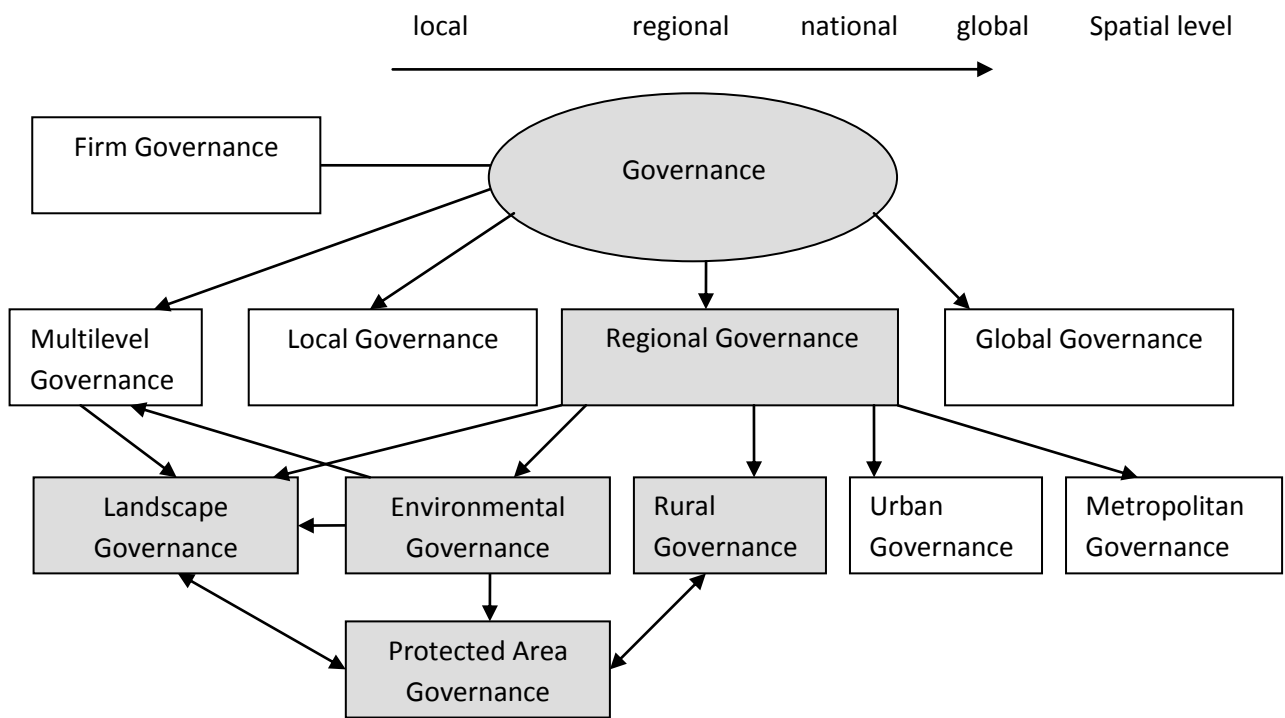 local regional national global Spatial level
Firm Governance
Governance
Multilevel
Governance
Local Governance
Regional Governance
Global Governance
Landscape
Governance
Environmental
Governance
Rural
Governance
Urban
Governance
Metropolitan
Governance
Protected Area
Governance